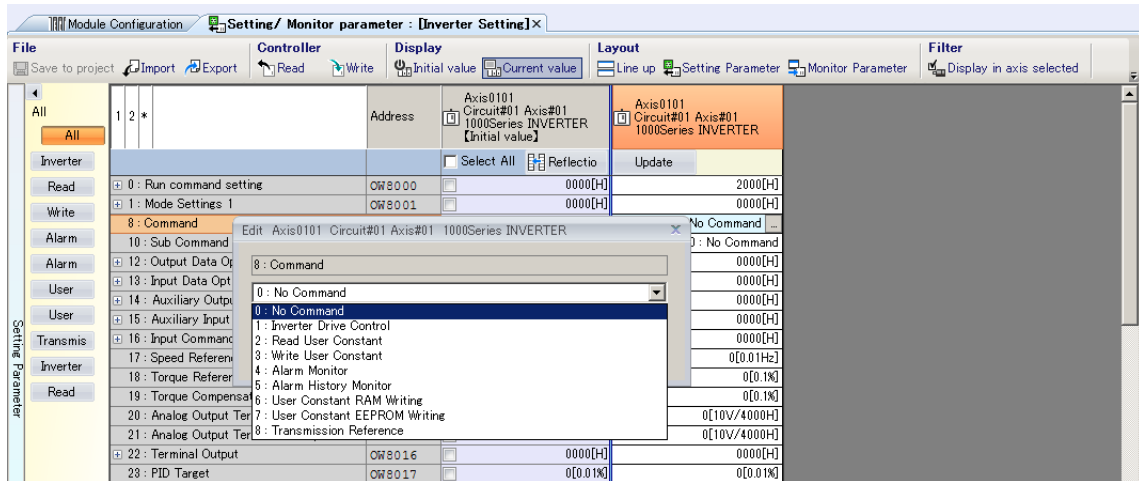 Module Configuration Setting/ Monitor parameter : [Inverter Setting] ×
File Controller Display Layout Filter
Save to project Import Export Read Write Initial value Current value Line up Setting Parameter Monitor Parameter Display in axis selected
All
All
Inverter
Read
Write
Alarm
Alarm
User
User
Transmis
Inverter
Read
Setting Parameter
1 2 * Address
Axis0101
Circuit#01 Axis#01
1000Series INVERTER
【Initial value】
Axis0101
Circuit#01 Axis#01
1000Series INVERTER
Select All Reflectio Update
0 : Run command setting OW8000 0000[H] 2000[H]
1 : Mode Settings 1 OW8001 0000[H] 0000[H]
8 : Command No Command ...
10 : Sub Command : No Command
12 : Output Data Op 0000[H]
13 : Input Data Opt 0000[H]
14 : Auxiliary Outpu 0000[H]
15 : Auxiliary Input 0000[H]
16 : Input Command 0000[H]
17 : Speed Referen 0[0.01Hz]
18 : Torque Referen 0[0.1%]
19 : Torque Compensat 0[0.1%]
20 : Analog Output Ter 0[10V/4000H]
21 : Analog Output Ter 0[10V/4000H]
22 : Terminal Output OW8016 0000[H] 0000[H]
23 : PID Target OW8017 0[0.01%] 0[0.01%]
Edit Axis0101 Circuit#01 Axis#01 1000Series INVERTER X
8 : Command
0 : No Command
0 : No Command
1 : Inverter Drive Control
2 : Read User Constant
3 : Write User Constant
4 : Alarm Monitor
5 : Alarm History Monitor
6 : User Constant RAM Writing
7 : User Constant EEPROM Writing
8 : Transmission Reference